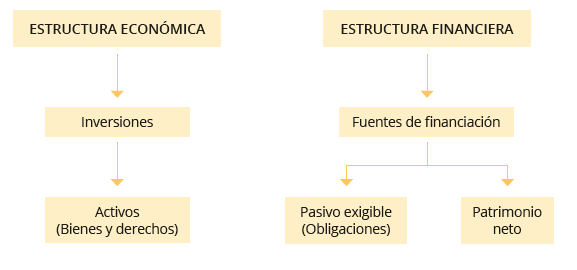 ESTRUCTURA ECONÓMICA
Inversiones
Activos
(Bienes y derechos)
ESTRUCTURA FINANCIERA
Fuentes de financiación
Pasivo exigible
(Obligaciones)
Patrimonio
neto